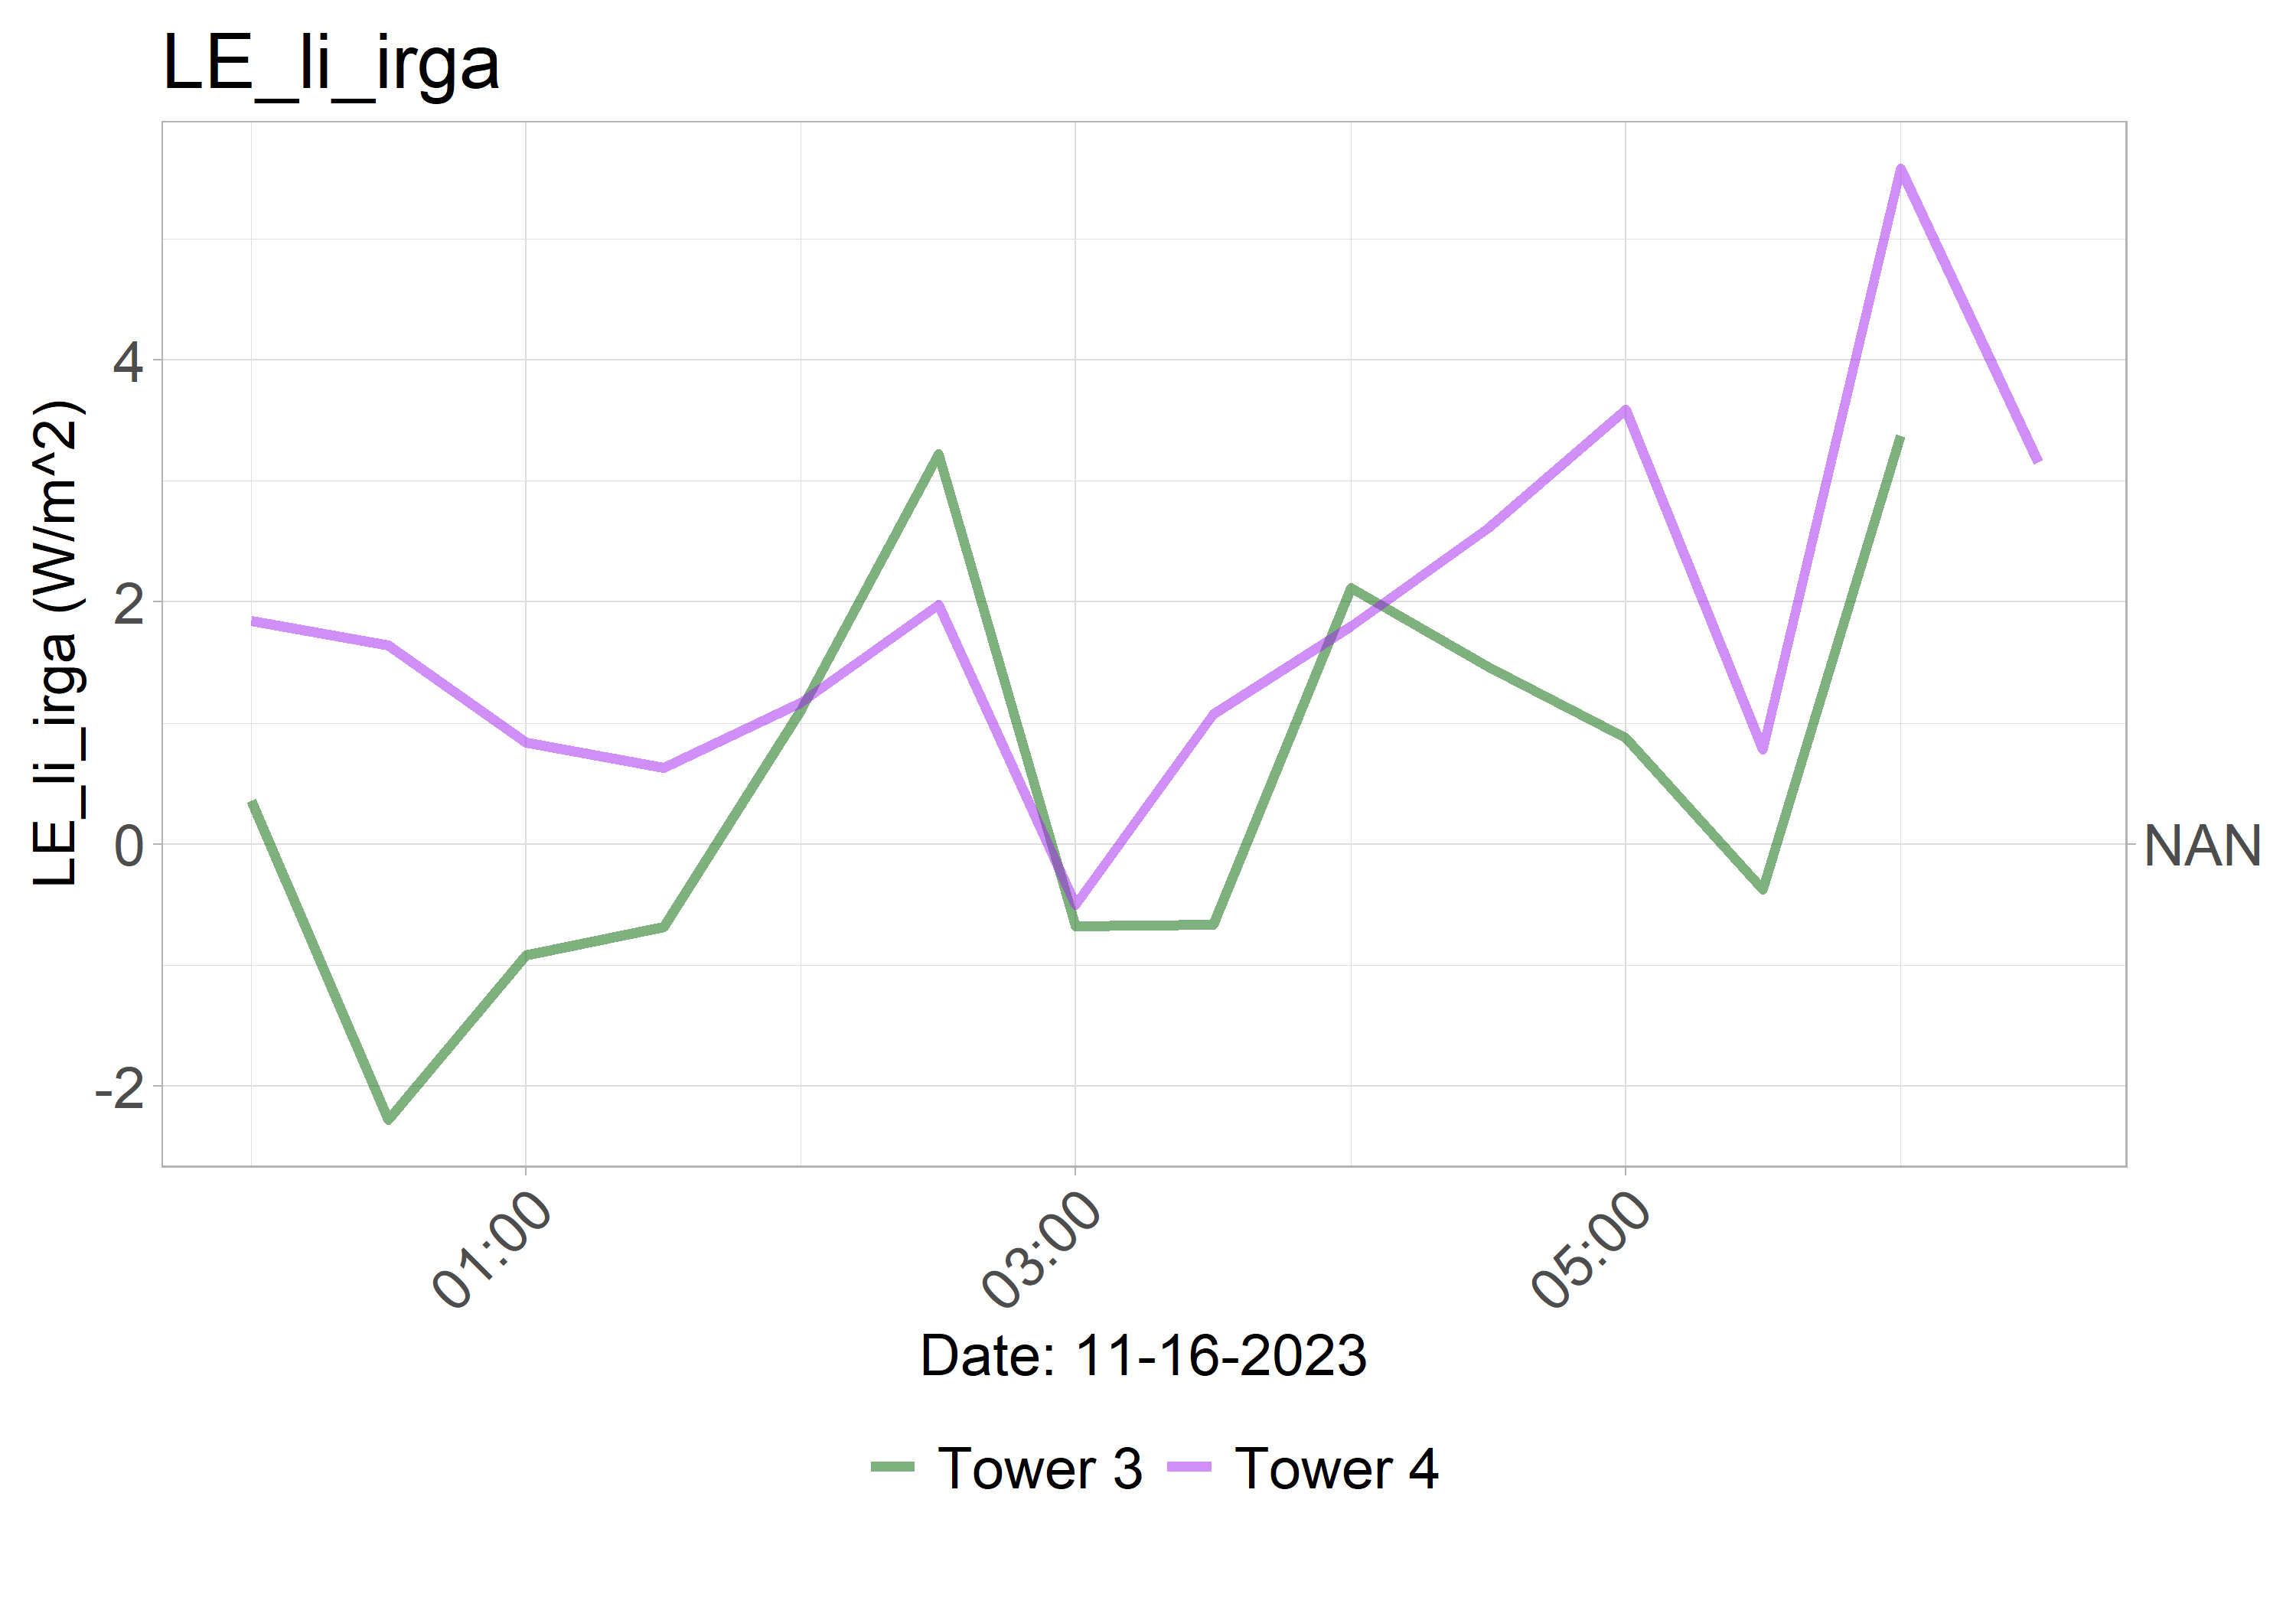 LE_li_irga
LE_li_irga (W/m^2)
4
2
0
-2
NAN
01:00
03:00
05:00
Date: 11-16-2023
Tower 3
Tower 4